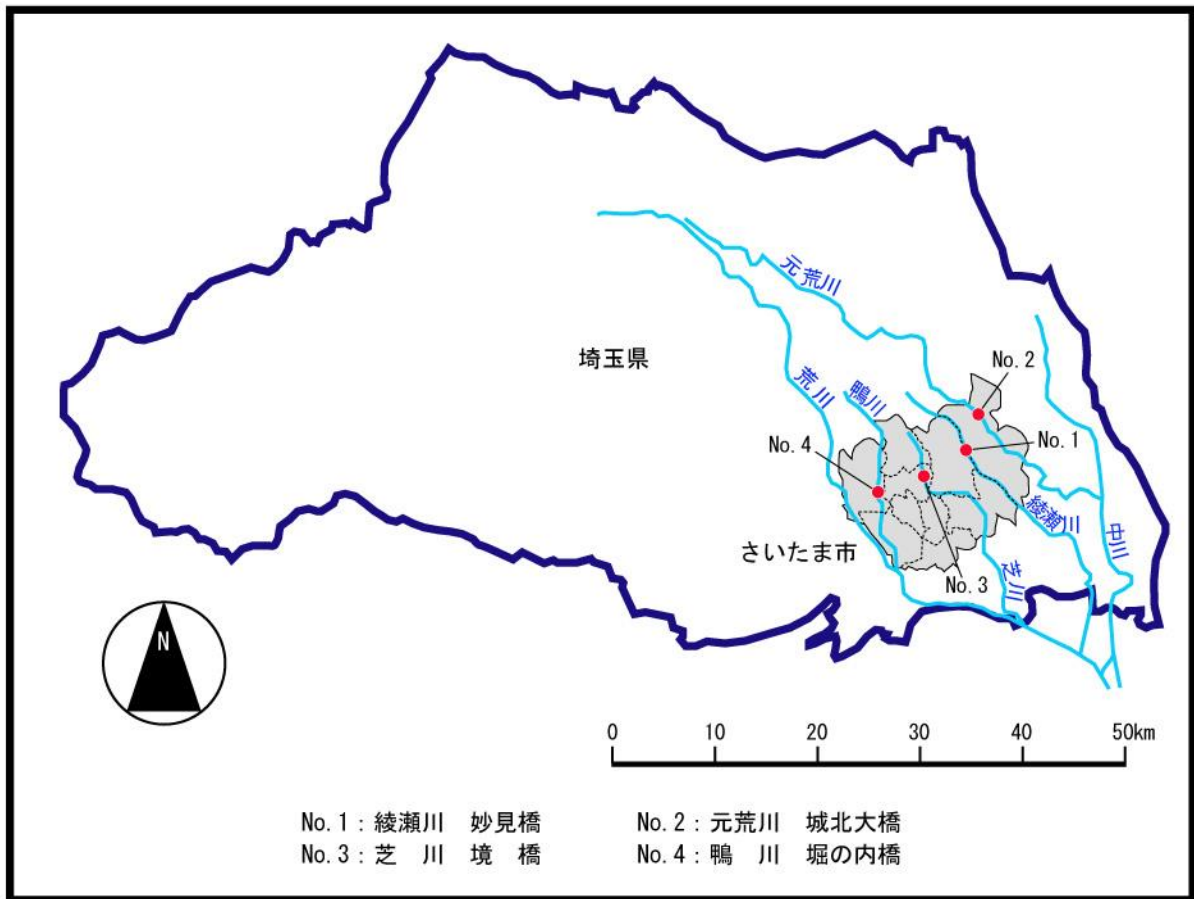 元荒川
埼玉県
荒川
鴨川
No.2
No.1
No.4
綾瀬川
中川
さいたま市
芝川
No.3
N
0 10 20 30 40 50km
No.1：綾瀬川　妙見橋
No.2：元荒川　城北大橋
No.3：芝　川　境　橋
No.4：鴨　川　堀の内橋